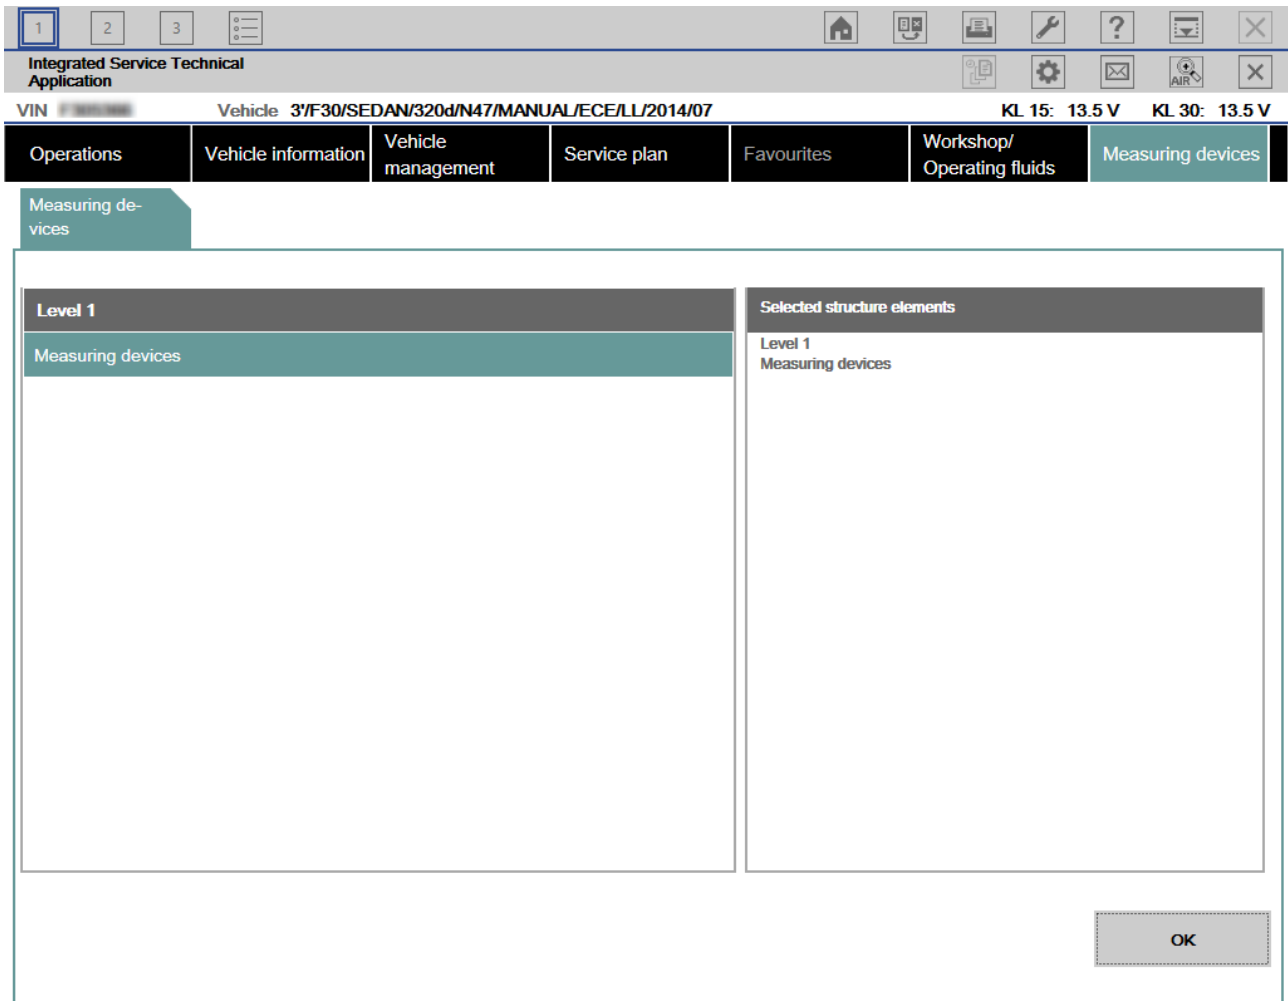 1
2
3
?
Integrated Service Technical
Application
AIR
VIN
Vehicle 3'/F30/SEDAN/320d/N47/MANUAL/ECE/LL/2014/07
KL 15: 13.5 V KL 30: 13.5 V
Operations
Vehicle information
Vehicle
management
Service plan
Favourites
Workshop/
Operating fluids
Measuring devices
Measuring de-
vices
Level 1
Measuring devices
Selected structure elements
Level 1
Measuring devices
OK